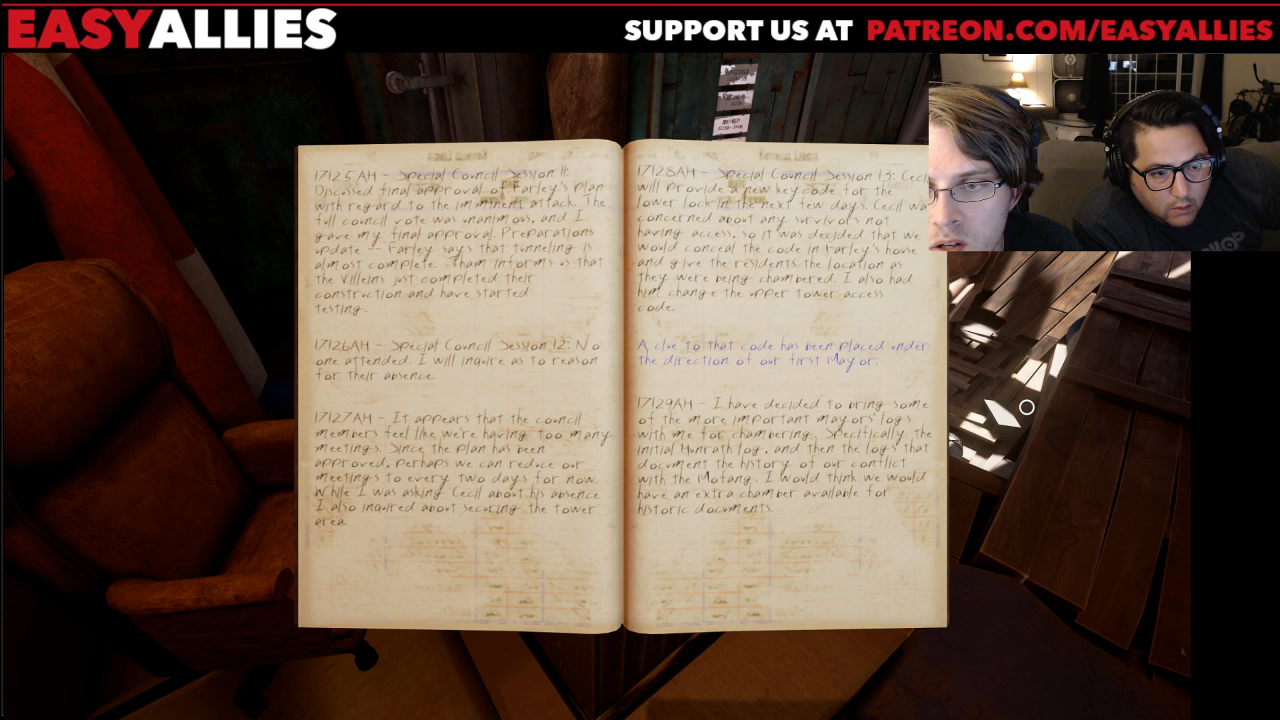 EASYALLIES
SUPPORT US AT PATREON.COM/EASYALLIES
17125 AH - Special Council Session 11:
Discussed final approval of Farley's plan
with regard to the imminent attack. The
full council vote was unanimous, and I
gave my final approval. Preparations
update - Farley says that tunneling is
almost complete. Tham informs us that
the Villeins just completed their
construction and have started
testing.
17126AH - Special Council Session 12: No
one attended. I will inquire as to reason
for their absence.
17127AH - It appears that the council
members feel like we're having too many
meetings. Since the plan has been
approved, perhaps we can reduce our
meetings to every two days for now.
While I was asking Cecil about his absence
I also inquired about securing the tower
area.
17128AH - Special Council Session 13: Ceci
will provide a new keycode for the
lower lock in the next few days. Cecil wa
concerned about any survivors not
having access, so it was decided that we
would conceal the code in Farley's house
and give the residents the location as
they were being chambered. I also had
him change the upper tower access
code.
A clue to that code has been placed under
the direction of our first Mayor.
17129AH - I have decided to bring some
of the more important mayors' logs
with me for chambering. Specifically the
initial Hunrath log, and then the logs that
document the history of our conflict
with the Mofang. I would think we would
have an extra chamber available for
historic documents.